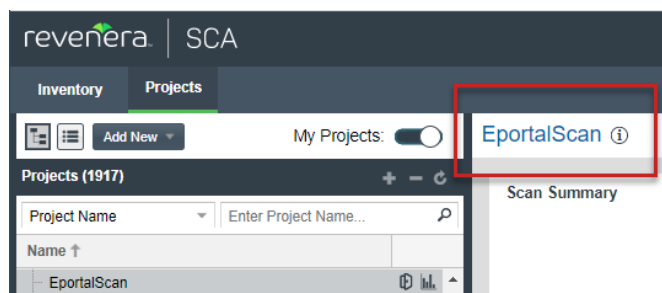 revenera. SCA
Inventory Projects
Add New My Projects:
EportalScan
Projects (1917)
Scan Summary
Project Name Enter Project Name...
Name
EportalScan